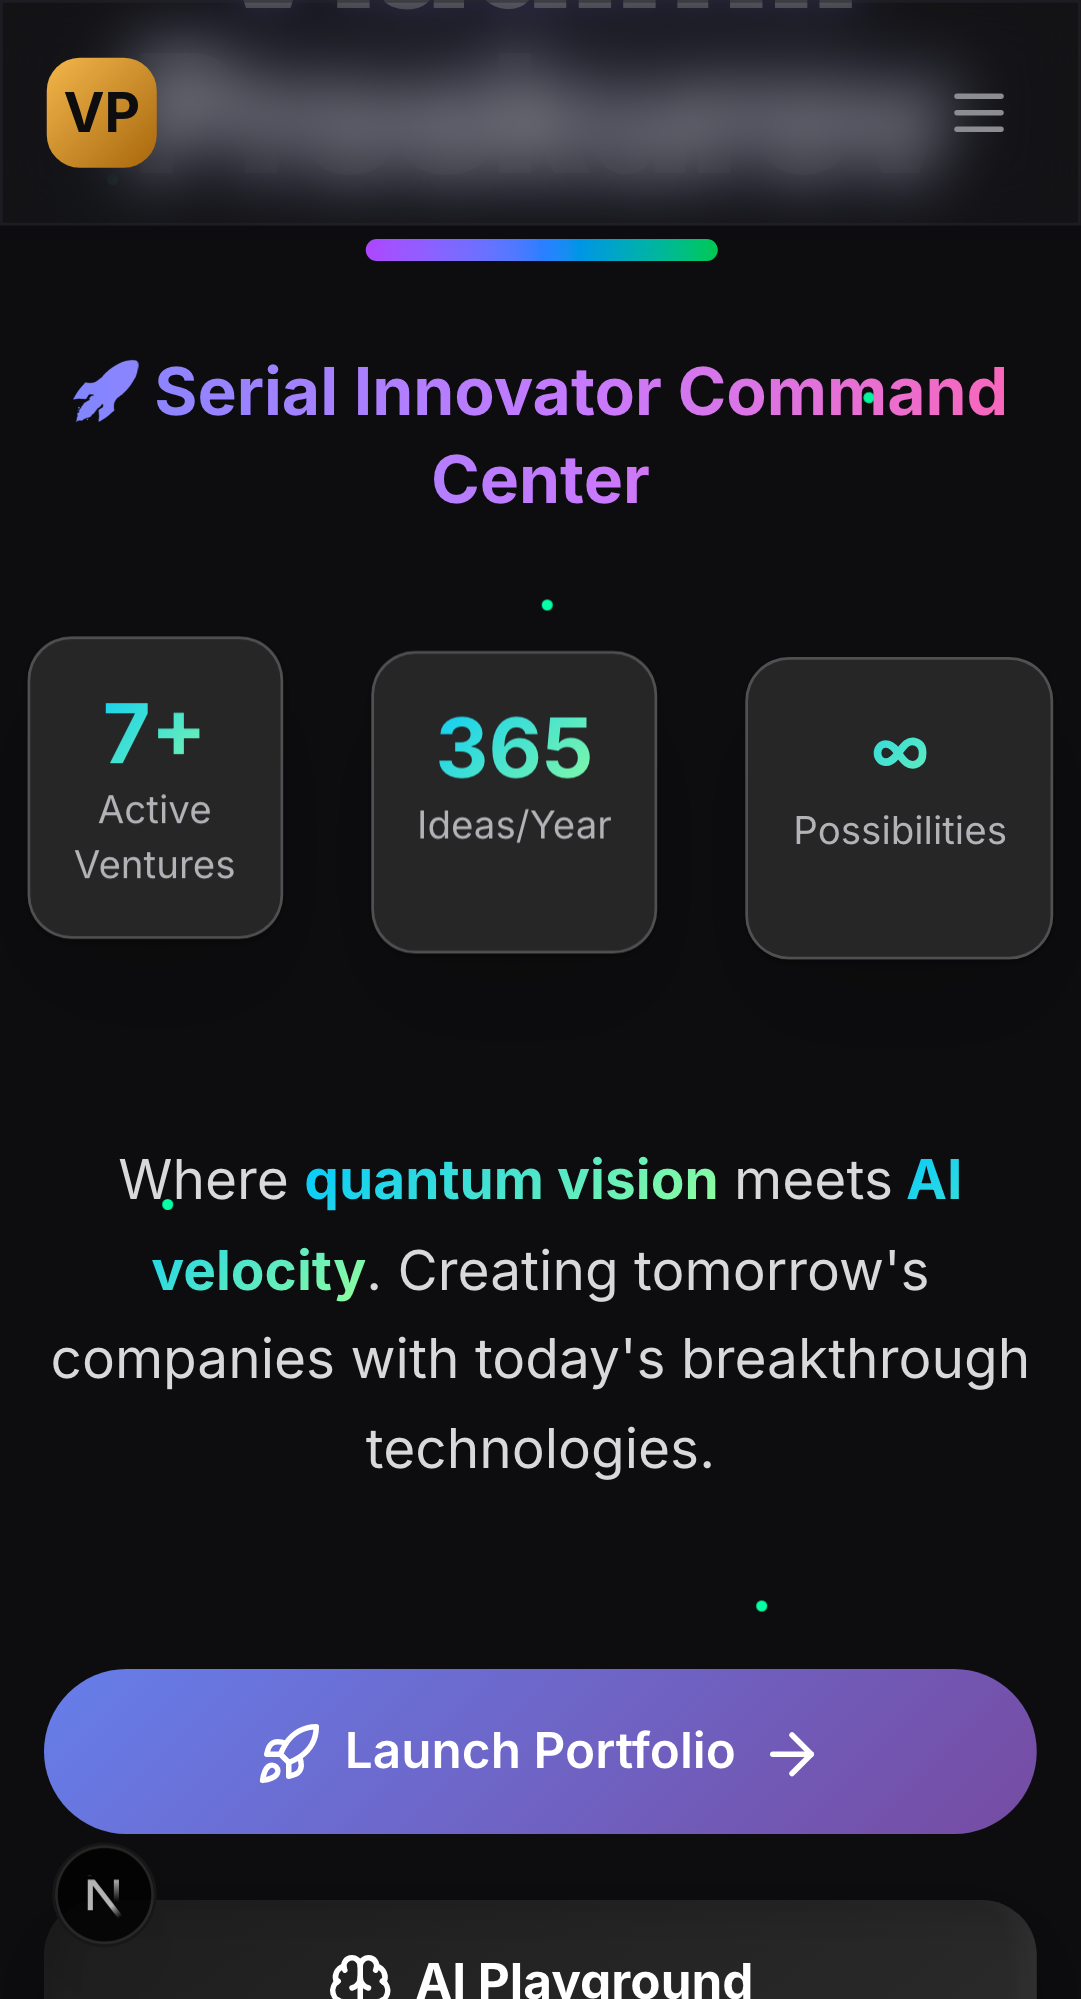 VP
🚀 Serial Innovator Command
Center
7+
Active
Ventures
365
Ideas/Year
∞
Possibilities
Where quantum vision meets AI
velocity. Creating tomorrow's
companies with today's breakthrough
technologies.
Launch Portfolio →
N
AI Playground